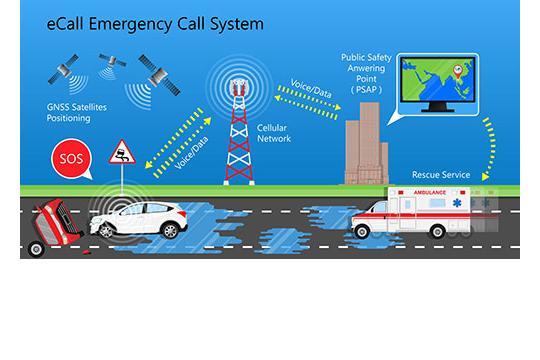 eCall Emergency Call System
GNSS Satellites
Positioning
SOS
Voice/Data
Cellular
Network
Voice/Data
Public Safety
Anwering
Point
( PSAP )
Rescue Service
AMBULANCE